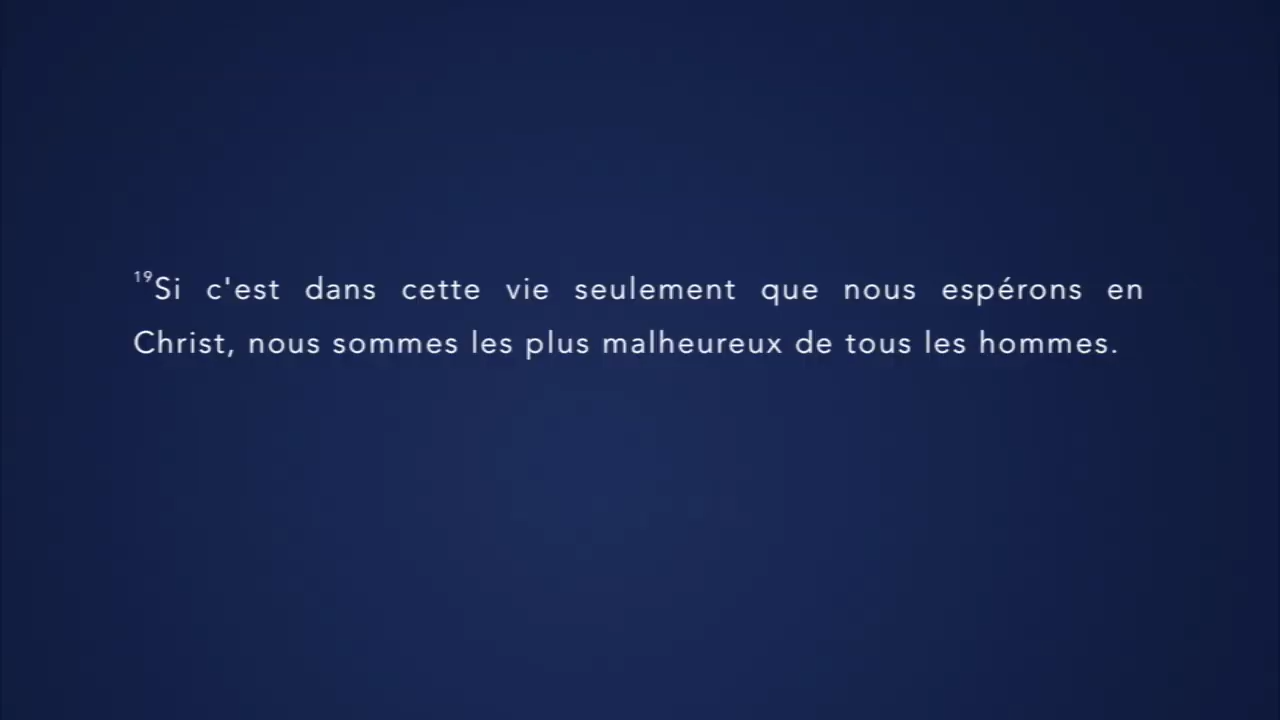 19Si c'est dans cette vie seulement que nous espérons en
Christ, nous sommes les plus malheureux de tous les hommes.